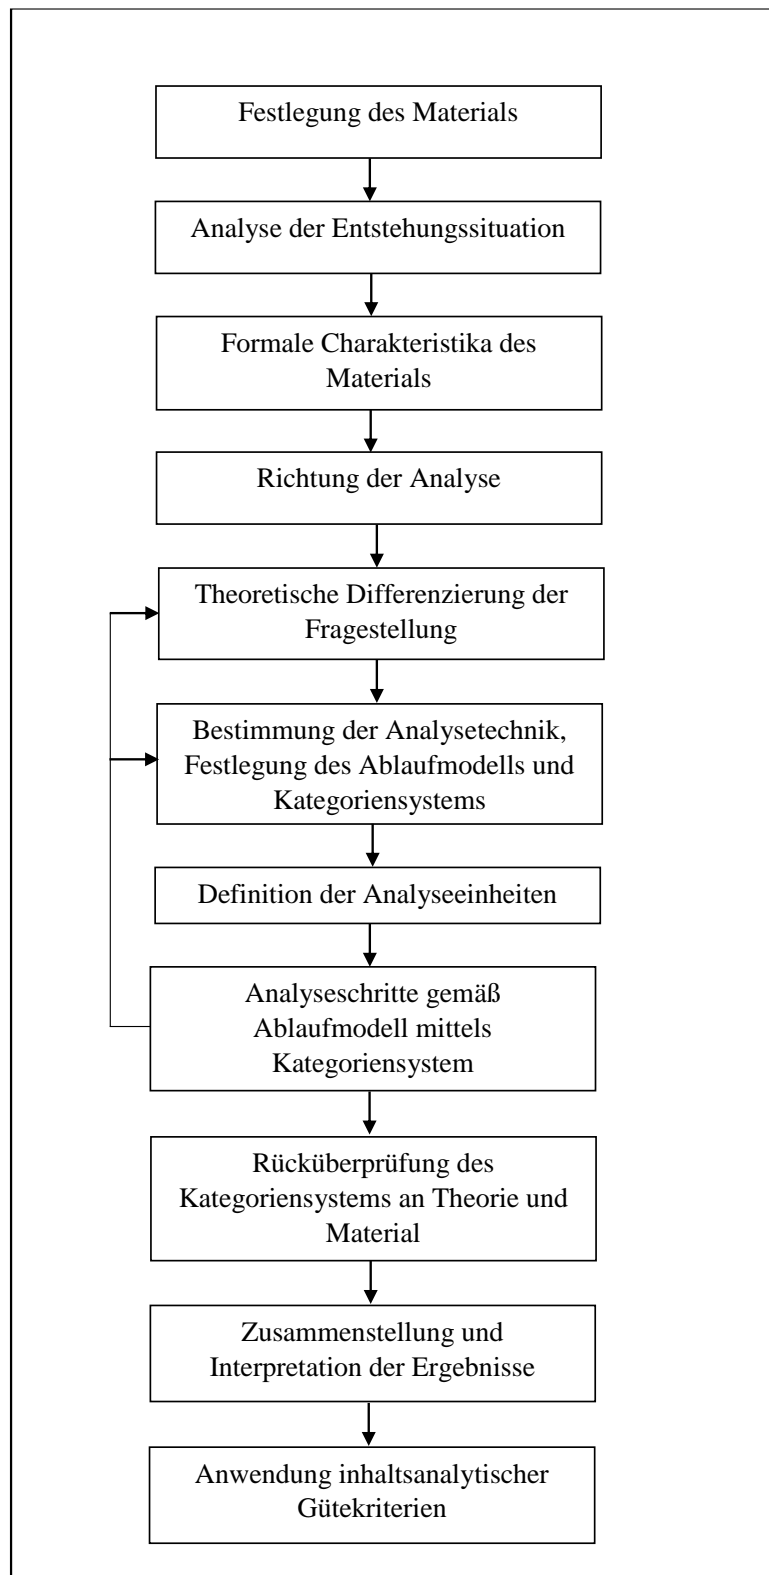 Festlegung des Materials
Analyse der Entstehungssituation
Formale Charakteristika des
Materials
Richtung der Analyse
Theoretische Differenzierung der
Fragestellung
Bestimmung der Analysetechnik,
Festlegung des Ablaufmodells und
Kategoriensystems
Definition der Analyseeinheiten
Analyseschritte gemäß
Ablaufmodell mittels
Kategoriensystem
Rücküberprüfung des
Kategoriensystems an Theorie und
Material
Zusammenstellung und
Interpretation der Ergebnisse
Anwendung inhaltsanalytischer
Gütekriterien